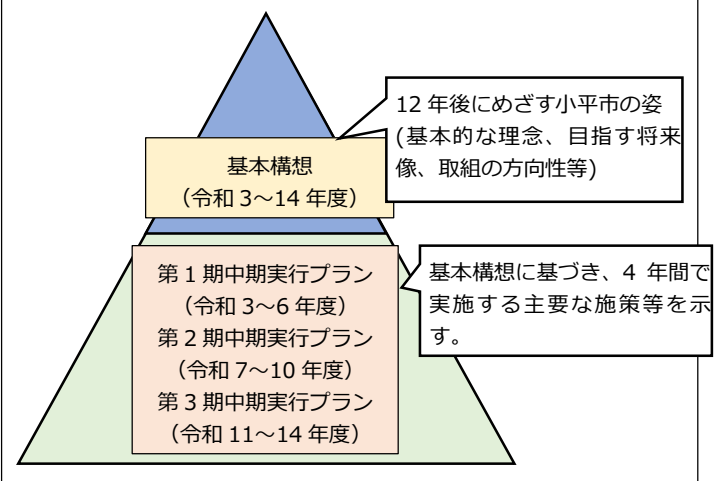 12 年後にめざす小平市の姿
(基本的な理念、目指す将来
像、取組の方向性等)
基本構想
（令和 3～14 年度）
第 1 期中期実行プラン
（令和 3～6 年度）
第 2 期中期実行プラン
（令和 7～10 年度）
第 3 期中期実行プラン
（令和 11～14 年度）
基本構想に基づき、4 年間で
実施する主要な施策等を示
す。